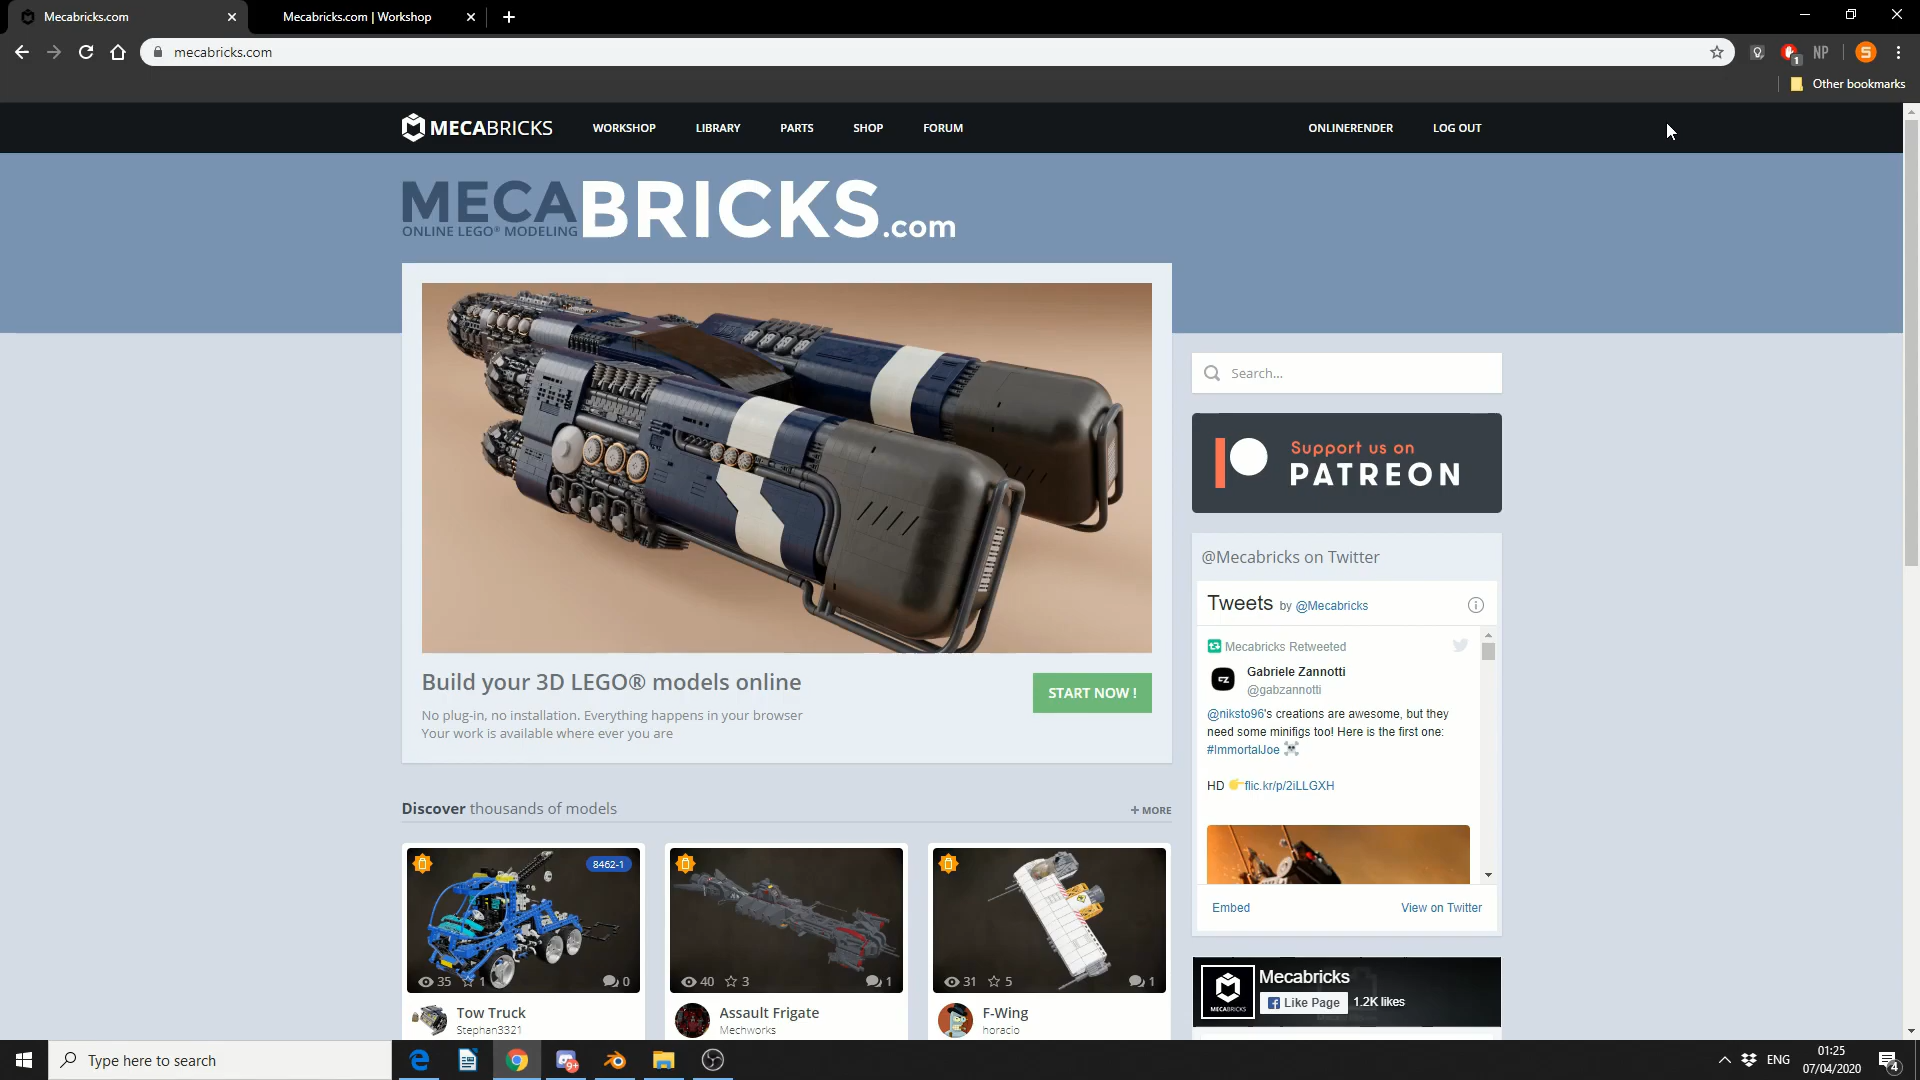 Mecabricks.com
Mecabricks.com | Workshop
mecabricks.com
1
NP
S
Other bookmarks
MECABRICKS
WORKSHOP
LIBRARY
PARTS
SHOP
FORUM
ONLINERENDER
LOG OUT
MECABRICKS.com
ONLINE LEGO® MODELING
Search...
Support us on
PATREON
@Mecabricks on Twitter
Tweets by @Mecabricks
Mecabricks Retweeted
Gabriele Zannotti
@gabzannotti
@niksto96's creations are awesome, but they
need some minifigs too! Here is the first one:
#ImmortalJoe ☠
HD 👉flic.kr/p/2iLLGXH
Embed
View on Twitter
Build your 3D LEGO® models online
START NOW !
No plug-in, no installation. Everything happens in your browser
Your work is available where ever you are
Discover thousands of models
+ MORE
8462-1
35 1 0
40 3 1
31 5 1
Tow Truck
Stephan3321
Assault Frigate
Mechworks
F-Wing
horacio
MECABRICKS
Mecabricks
Like Page
1.2K likes
Type here to search
9+
ENG
01:25
07/04/2020
4